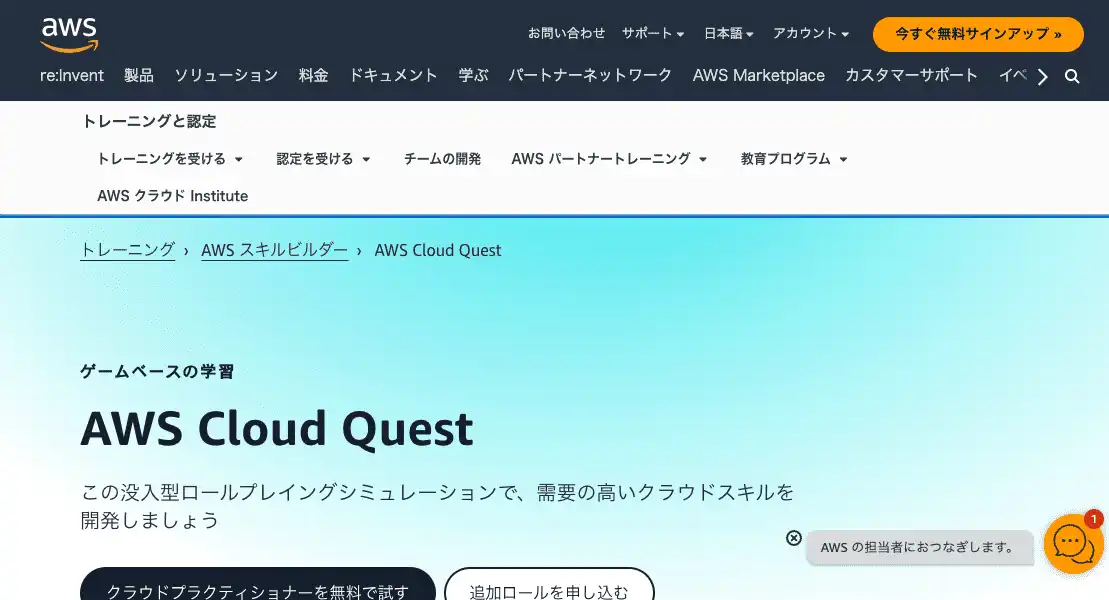 aws
お問い合わせ サポート 日本語 アカウント 今すぐ無料サインアップ »
re:Invent 製品 ソリューション 料金 ドキュメント 学ぶ パートナーネットワーク AWS Marketplace カスタマーサポート イベ
トレーニングと認定
トレーニングを受ける 認定を受ける チームの開発 AWS パートナートレーニング 教育プログラム
AWS クラウド Institute
トレーニング › AWS スキルビルダー › AWS Cloud Quest
ゲームベースの学習
AWS Cloud Quest
この没入型ロールプレイングシミュレーションで、需要の高いクラウドスキルを
開発しましょう
1
AWS の担当者におつなぎします。
クラウドプラクティショナーを無料で試す 追加ロールを申し込む